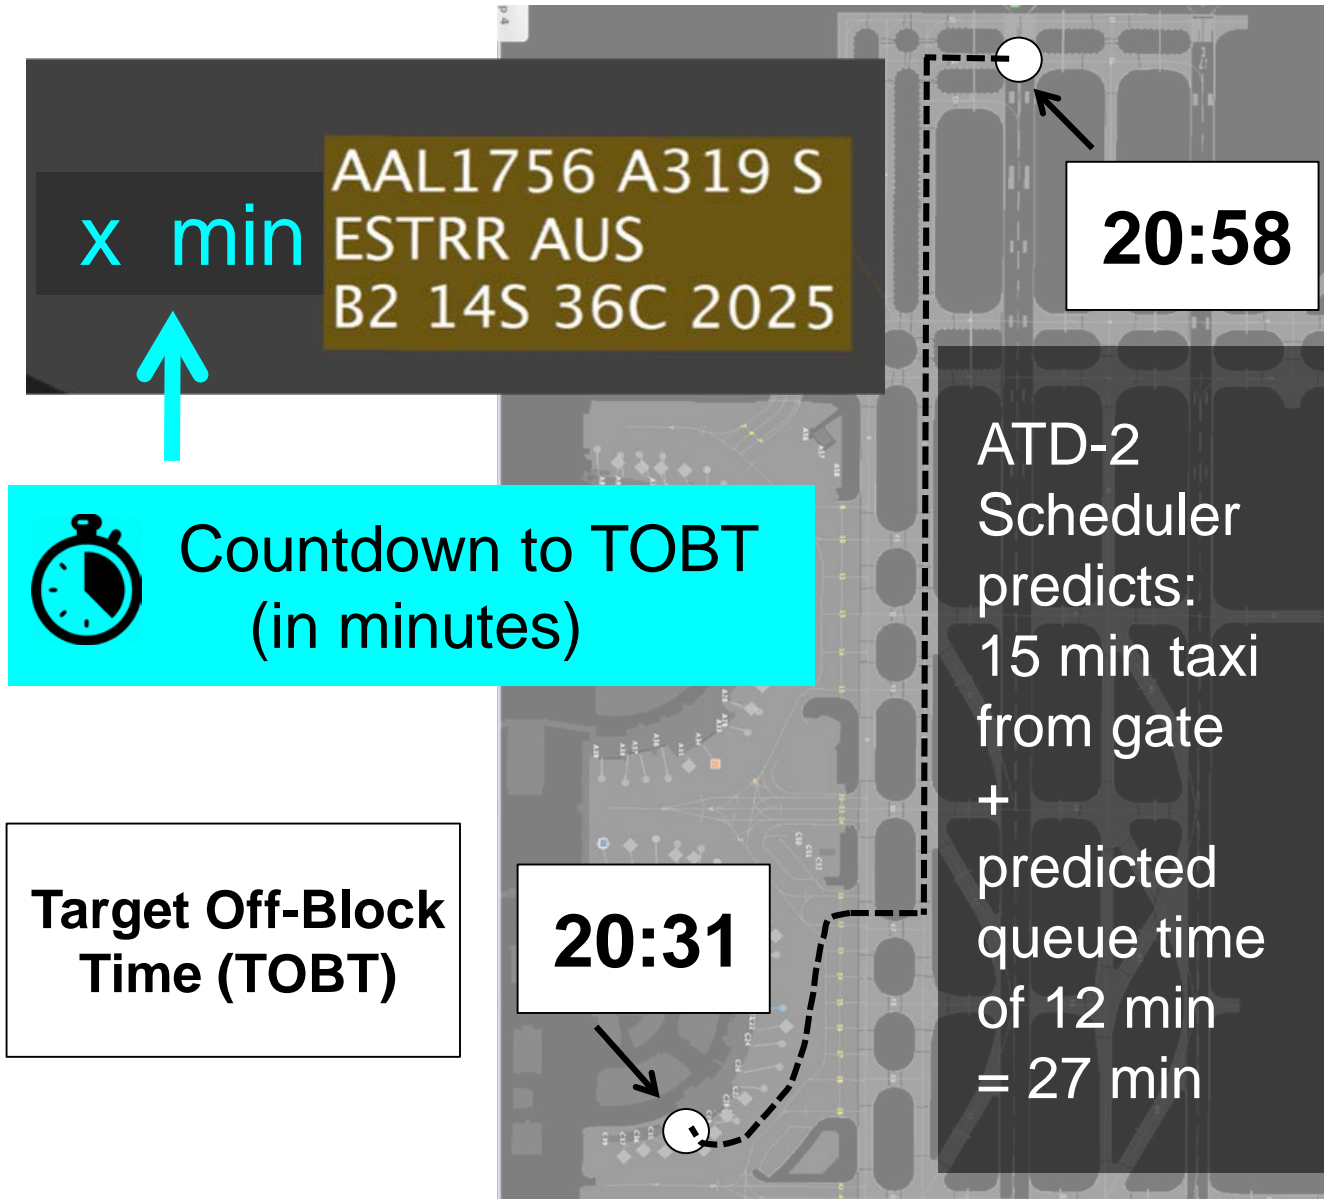 AAL1756 A319 S
ESTRR AUS
B2 14S 36C 2025
x min
Countdown to TOBT
(in minutes)
Target Off-Block
Time (TOBT)
20:31
20:58
ATD-2
Scheduler
predicts:
15 min taxi
from gate
+
predicted
queue time
of 12 min
= 27 min